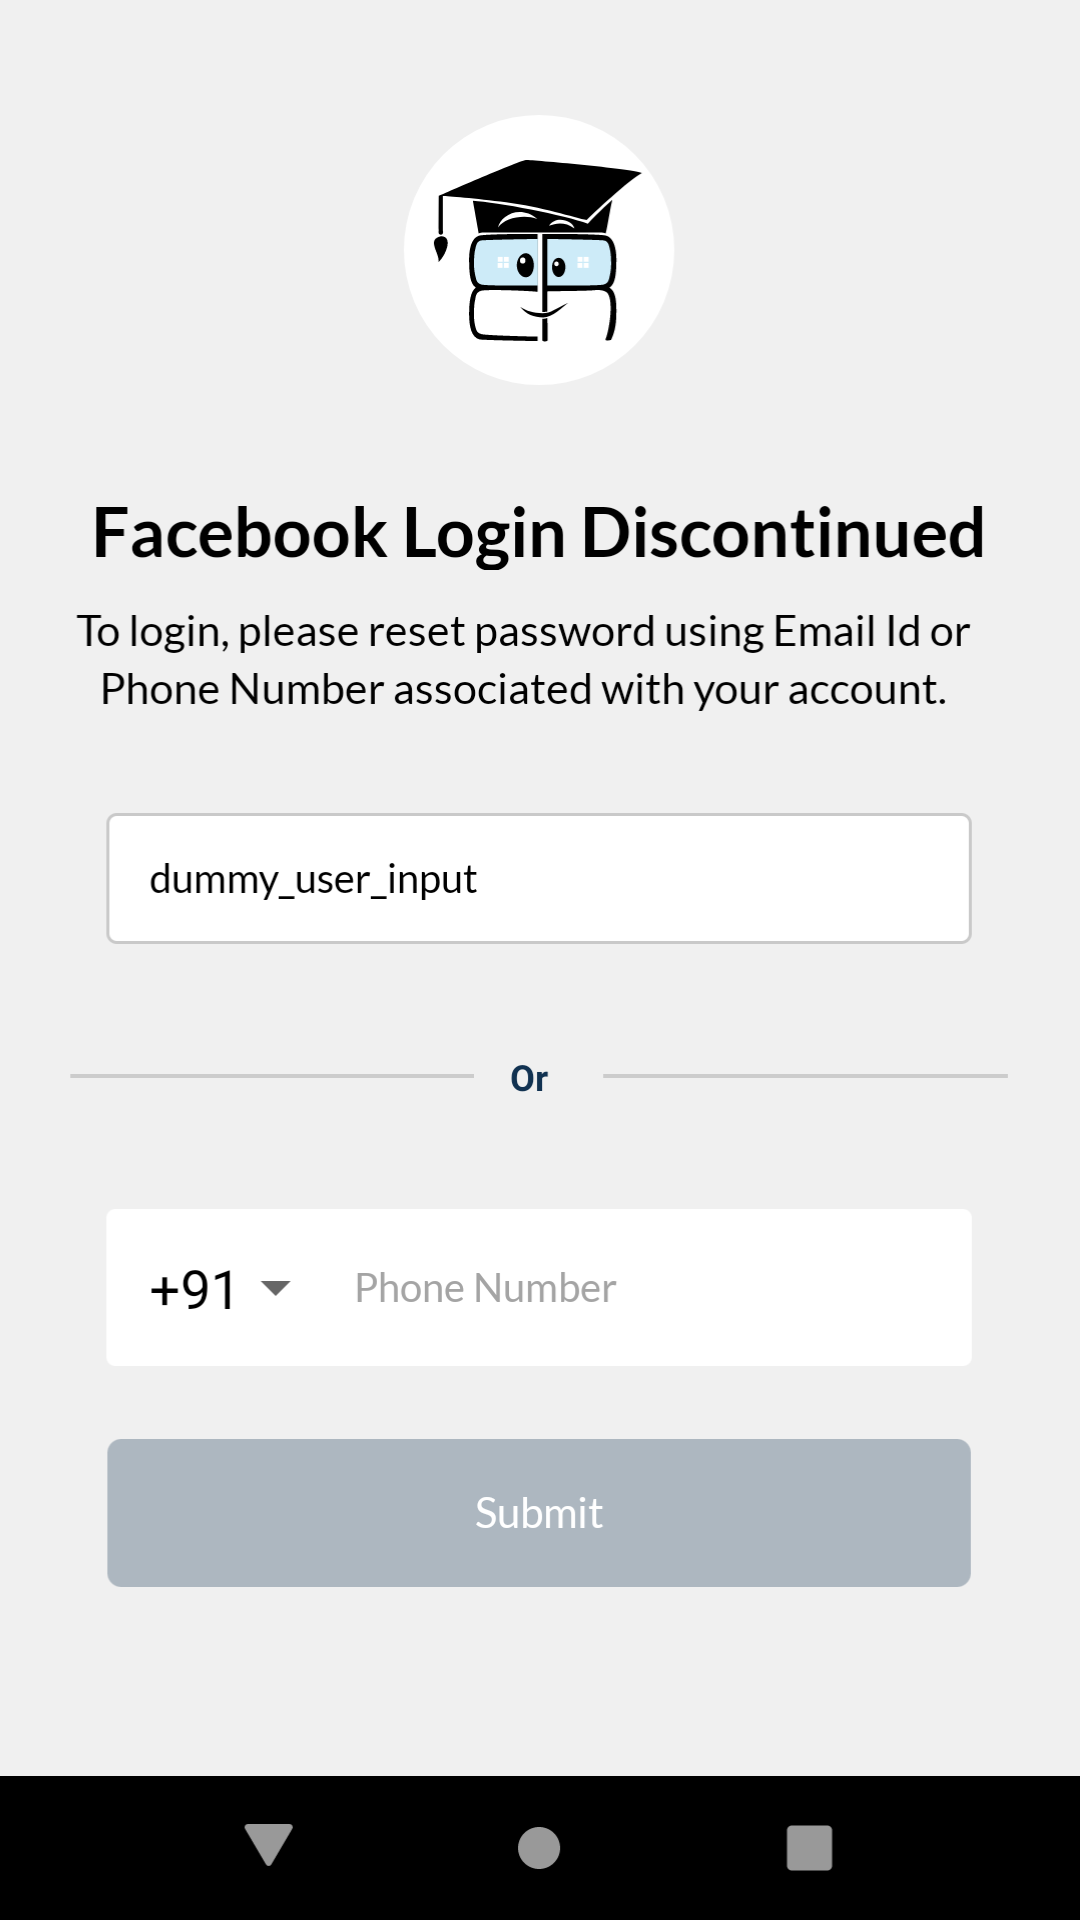 Facebook Login Discontinued
To login, please reset password using Email Id or
Phone Number associated with your account.
dummy_user_input
Or
+91 Phone Number
Submit